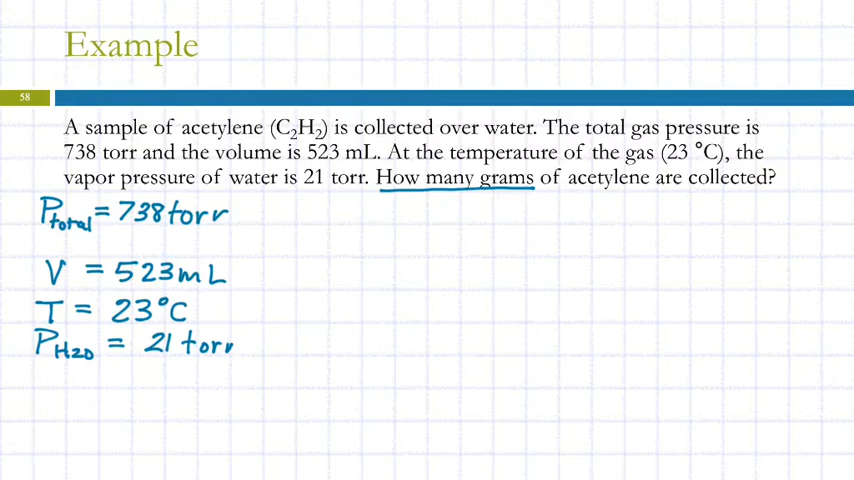 Example
58
A sample of acetylene (C₂H₂) is collected over water. The total gas pressure is
738 torr and the volume is 523 mL. At the temperature of the gas (23 °C), the
vapor pressure of water is 21 torr. How many grams of acetylene are collected?
P_total = 738 torr
V = 523 mL
T = 23°C
P_H2O = 21 torr